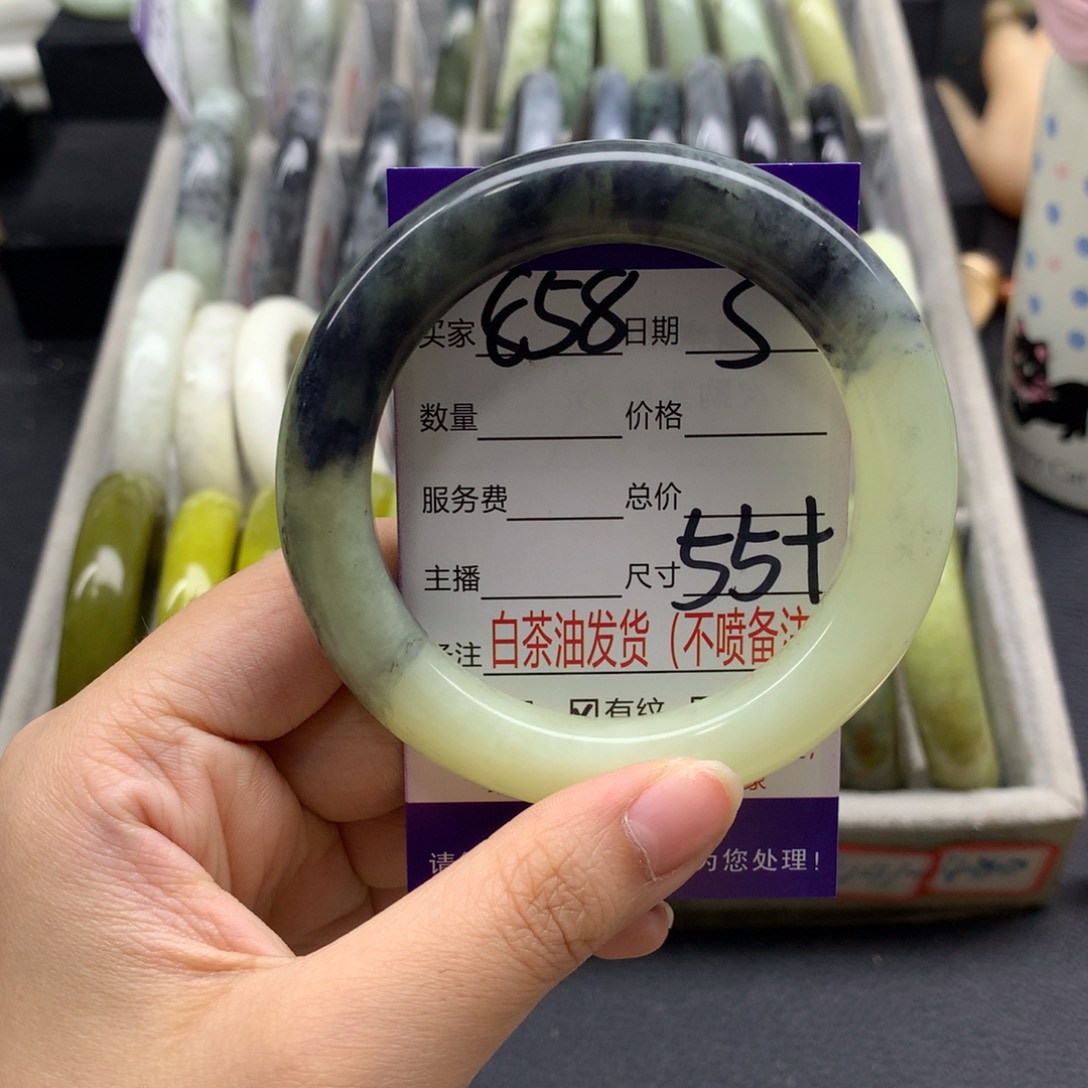 买家 658 日期 5
数量 价格
服务费 总价
主播 尺寸 55+
注 白茶油发货（不喷备注
☑有纹
请 为您处理！